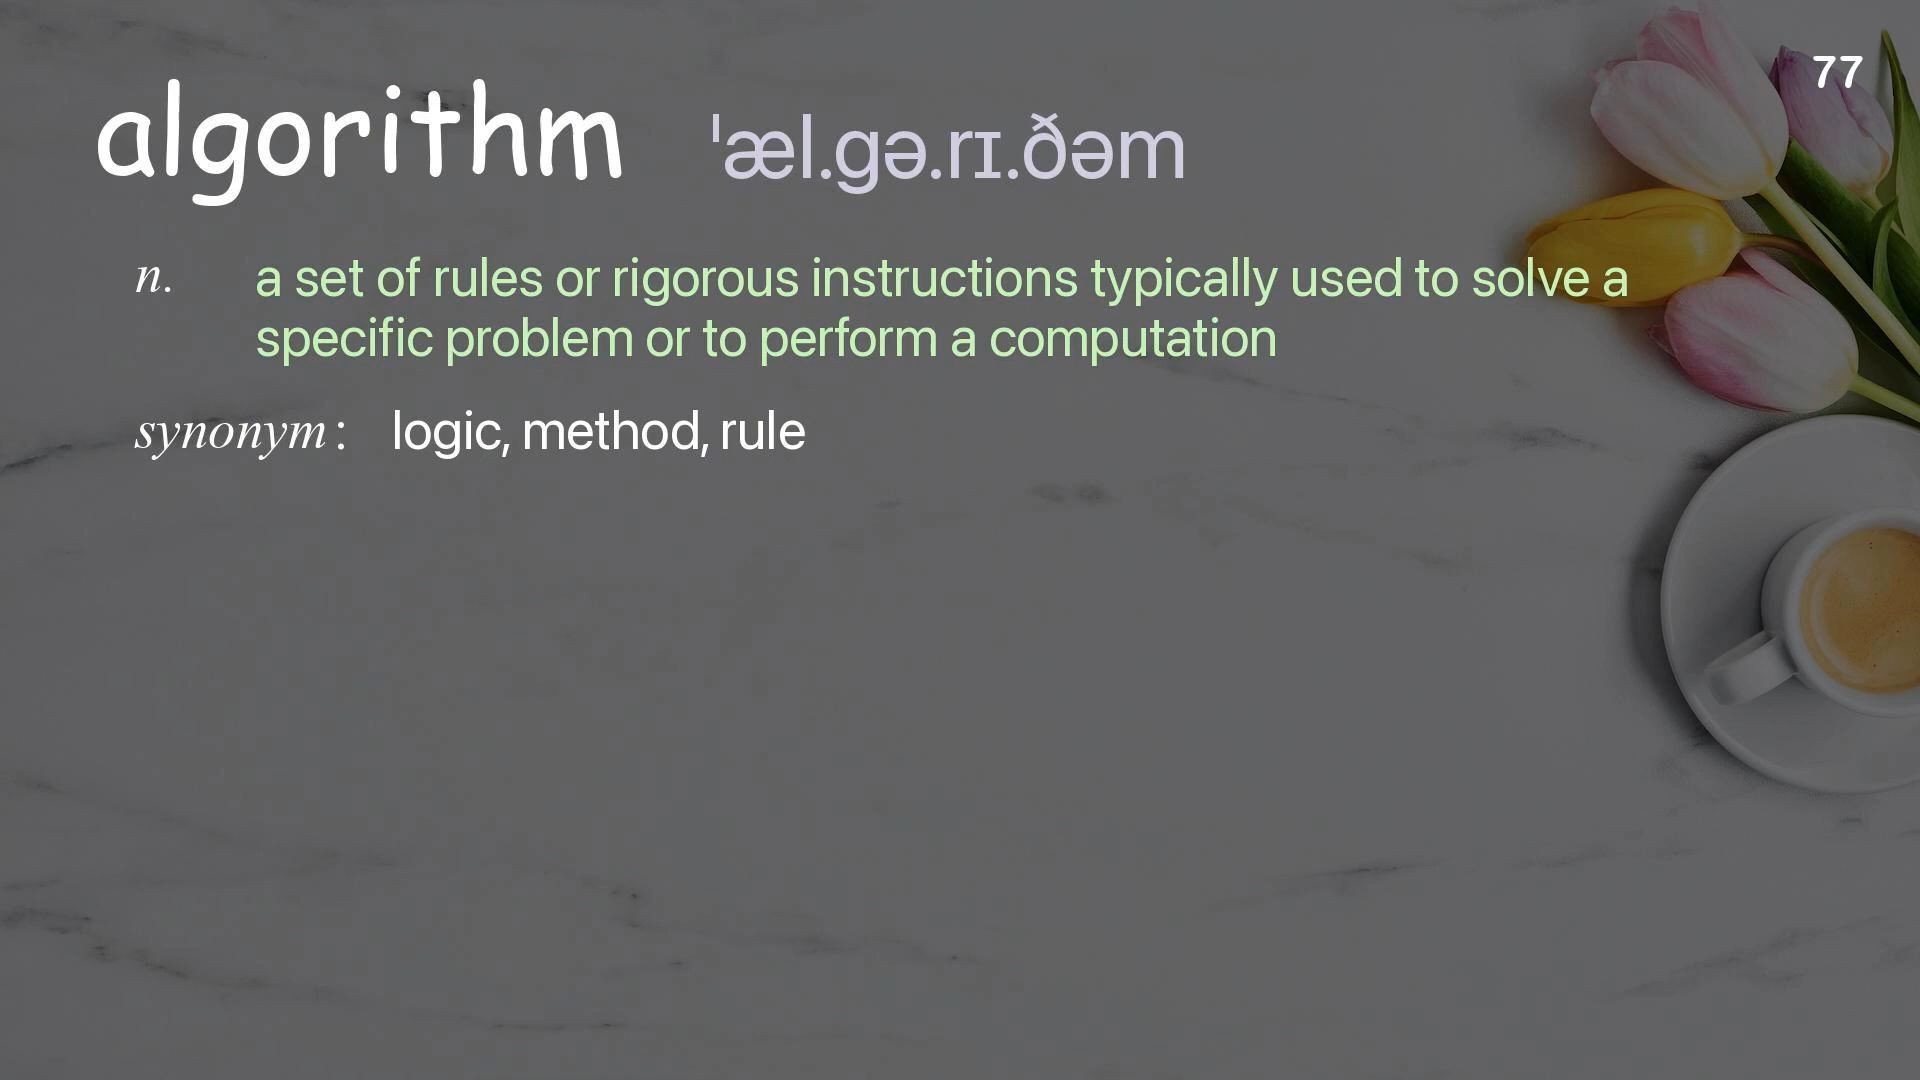 77
algorithm ˈæl.gə.rɪ.ðəm
n. a set of rules or rigorous instructions typically used to solve a
specific problem or to perform a computation
synonym: logic, method, rule